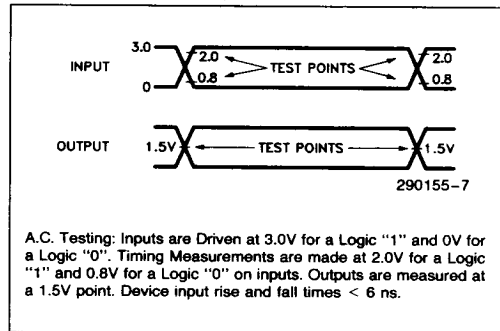 3.0
INPUT
2.0 TEST POINTS 2.0
0.8 0.8
0
OUTPUT 1.5V TEST POINTS 1.5V
290155-7
A.C. Testing: Inputs are Driven at 3.0V for a Logic "1" and 0V for
a Logic "0". Timing Measurements are made at 2.0V for a Logic
"1" and 0.8V for a Logic "0" on inputs. Outputs are measured at
a 1.5V point. Device input rise and fall times < 6 ns.